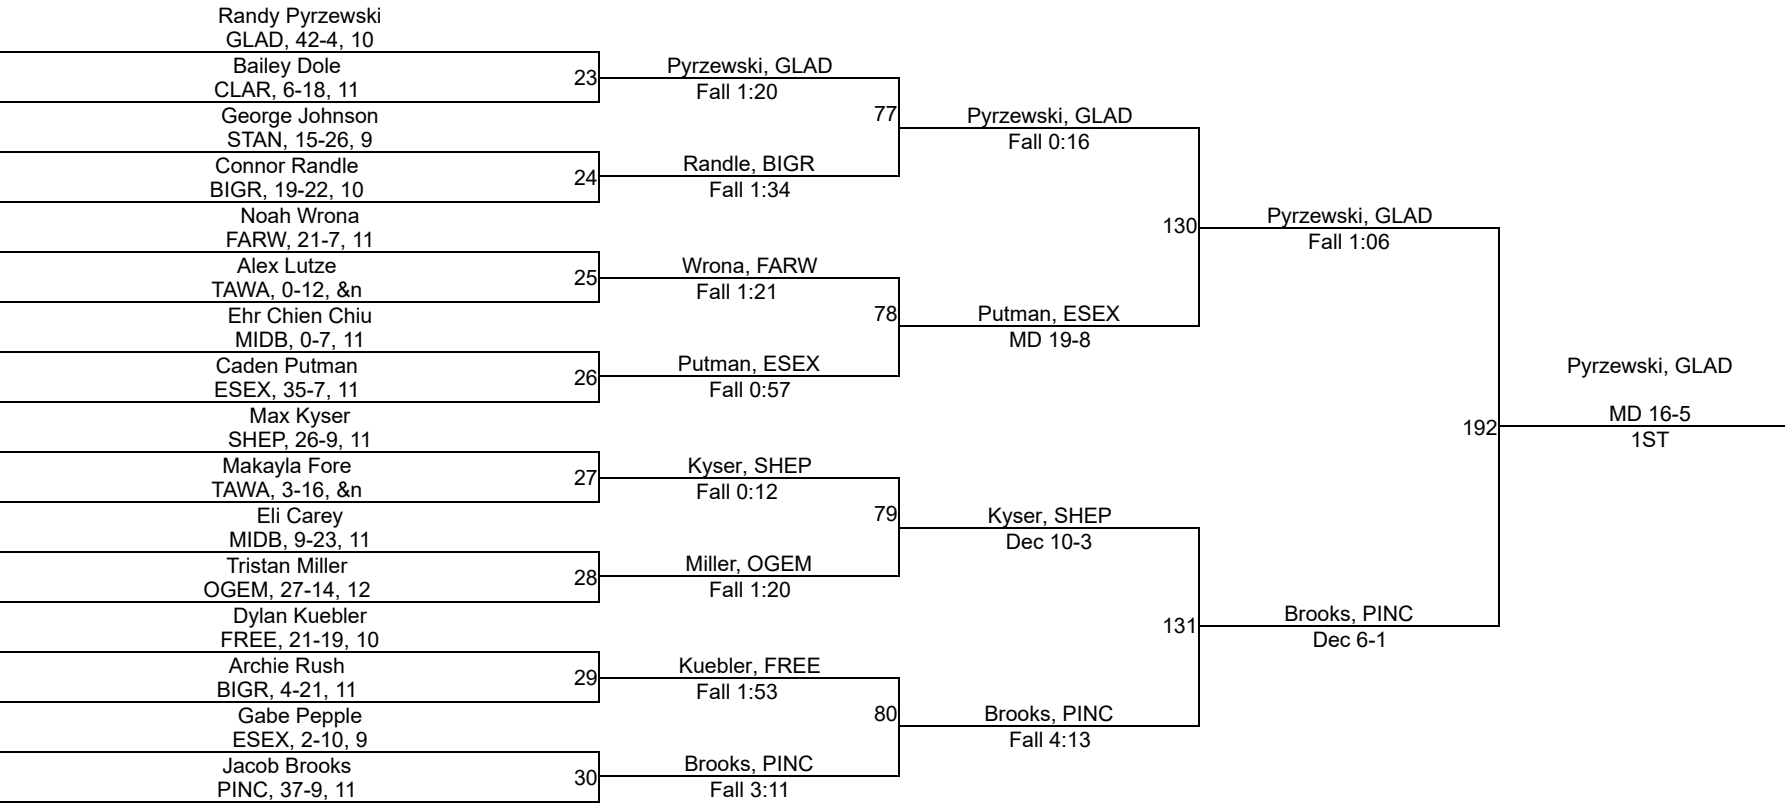 Randy Pyrzewski
GLAD, 42-4, 10
Bailey Dole
CLAR, 6-18, 11
George Johnson
STAN, 15-26, 9
Connor Randle
BIGR, 19-22, 10
Noah Wrona
FARW, 21-7, 11
Alex Lutze
TAWA, 0-12, &n
Ehr Chien Chiu
MIDB, 0-7, 11
Caden Putman
ESEX, 35-7, 11
Max Kyser
SHEP, 26-9, 11
Makayla Fore
TAWA, 3-16, &n
Eli Carey
MIDB, 9-23, 11
Tristan Miller
OGEM, 27-14, 12
Dylan Kuebler
FREE, 21-19, 10
Archie Rush
BIGR, 4-21, 11
Gabe Pepple
ESEX, 2-10, 9
Jacob Brooks
PINC, 37-9, 11
23
24
25
26
27
28
29
30
Pyrzewski, GLAD
Fall 1:20
Randle, BIGR
Fall 1:34
Wrona, FARW
Fall 1:21
Putman, ESEX
Fall 0:57
Kyser, SHEP
Fall 0:12
Miller, OGEM
Fall 1:20
Kuebler, FREE
Fall 1:53
Brooks, PINC
Fall 3:11
77
78
79
80
Pyrzewski, GLAD
Fall 0:16
Putman, ESEX
MD 19-8
Kyser, SHEP
Dec 10-3
Brooks, PINC
Fall 4:13
130
131
Pyrzewski, GLAD
Fall 1:06
Brooks, PINC
Dec 6-1
192
Pyrzewski, GLAD
MD 16-5
1ST